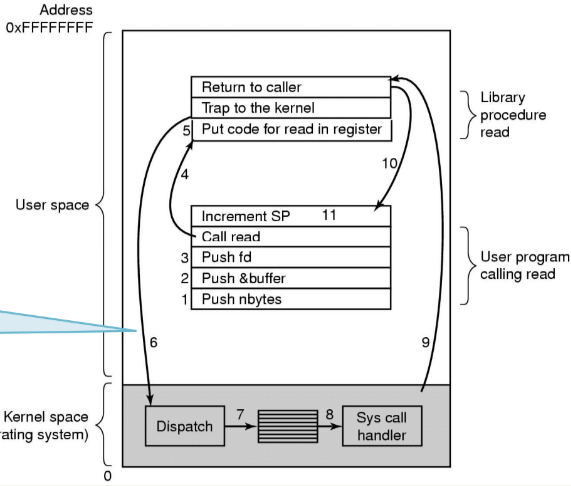 Address
0xFFFFFFFF
Return to caller
Trap to the kernel
5 Put code for read in register
Library
procedure
read
4
10
User space
Increment SP 11
Call read
3 Push fd
2 Push &buffer
1 Push nbytes
User program
calling read
6
9
Kernel space
rating system)
Dispatch
7
8
Sys call
handler
0